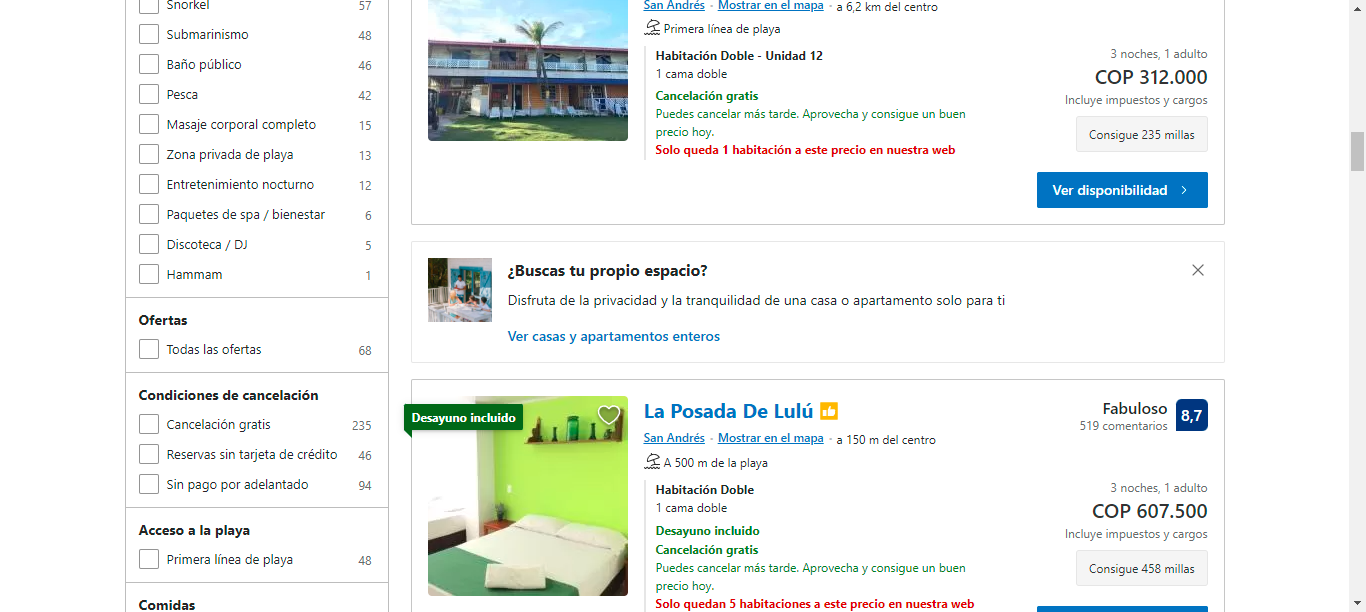 Snorkel 57
Submarinismo 48
Baño público 46
Pesca 42
Masaje corporal completo 15
Zona privada de playa 13
Entretenimiento nocturno 12
Paquetes de spa / bienestar 6
Discoteca / DJ 5
Hammam 1
Ofertas
Todas las ofertas 68
Condiciones de cancelación
Cancelación gratis 235
Reservas sin tarjeta de crédito 46
Sin pago por adelantado 94
Acceso a la playa
Primera línea de playa 48
Comidas
San Andrés · Mostrar en el mapa · a 6,2 km del centro
Primera línea de playa
Habitación Doble - Unidad 12
1 cama doble
Cancelación gratis
Puedes cancelar más tarde. Aprovecha y consigue un buen
precio hoy.
Solo queda 1 habitación a este precio en nuestra web
3 noches, 1 adulto
COP 312.000
Incluye impuestos y cargos
Consigue 235 millas
Ver disponibilidad
¿Buscas tu propio espacio?
Disfruta de la privacidad y la tranquilidad de una casa o apartamento solo para ti
Ver casas y apartamentos enteros
Desayuno incluido
La Posada De Lulú
San Andrés · Mostrar en el mapa · a 150 m del centro
A 500 m de la playa
Habitación Doble
1 cama doble
Desayuno incluido
Cancelación gratis
Puedes cancelar más tarde. Aprovecha y consigue un buen
precio hoy.
Solo quedan 5 habitaciones a este precio en nuestra web
Fabuloso 8,7
519 comentarios
3 noches, 1 adulto
COP 607.500
Incluye impuestos y cargos
Consigue 458 millas